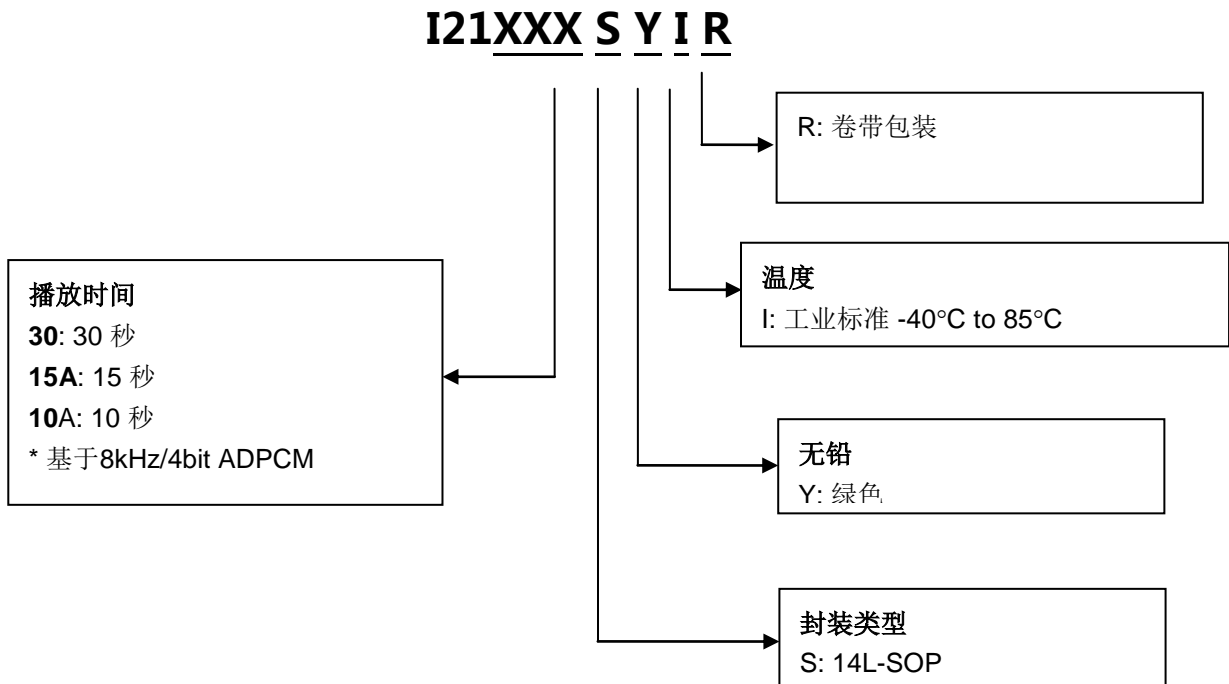 I21XXX S Y I R
R: 卷带包装
温度
I: 工业标准 -40°C to 85°C
播放时间
30: 30 秒
15A: 15 秒
10A: 10 秒
* 基于8kHz/4bit ADPCM
无铅
Y: 绿色
封装类型
S: 14L-SOP